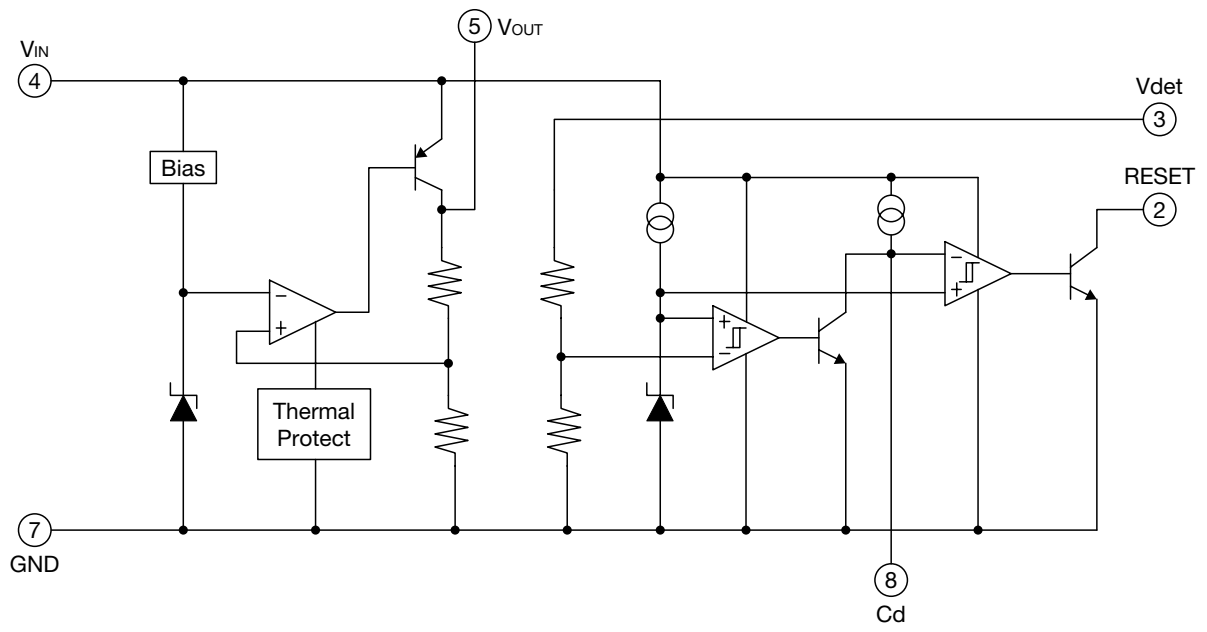 5 VOUT
VIN
4
Vdet
3
Bias
RESET
2
−
+
−
+
+
−
Thermal
Protect
7
GND
8
Cd